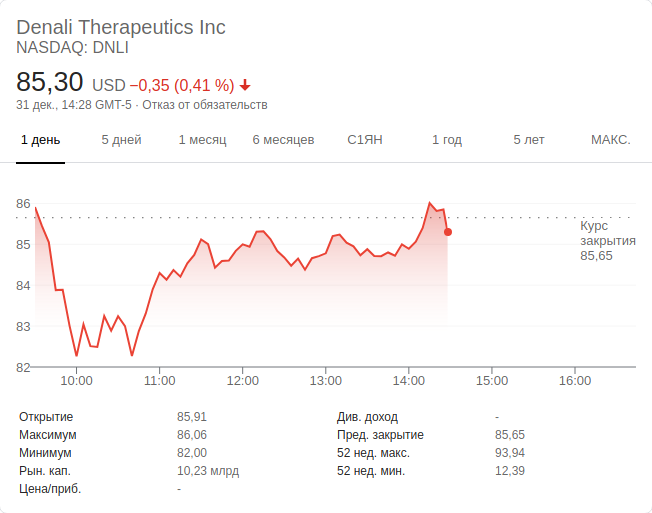 Denali Therapeutics Inc
NASDAQ: DNLI
85,30 USD −0,35 (0,41 %)
31 дек., 14:28 GMT-5 · Отказ от обязательств
1 день 5 дней 1 месяц 6 месяцев С1ЯН 1 год 5 лет МАКС.
86
85
84
83
82
Курс
закрытия
85,65
10:00 11:00 12:00 13:00 14:00 15:00 16:00
Открытие 85,91
Максимум 86,06
Минимум 82,00
Рын. кап. 10,23 млрд
Цена/приб. -
Див. доход -
Пред. закрытие 85,65
52 нед. макс. 93,94
52 нед. мин. 12,39